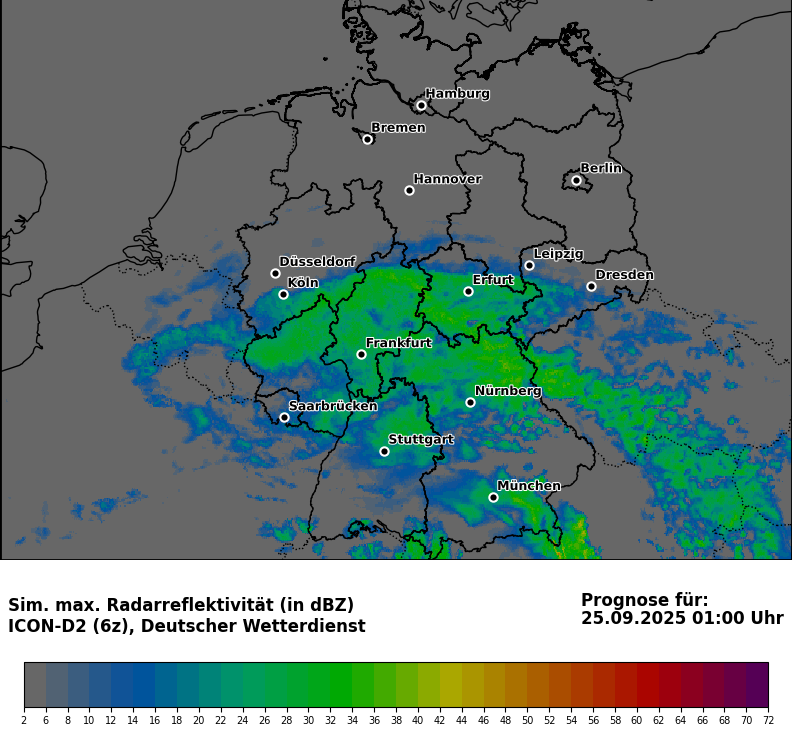 Hamburg
Bremen
Berlin
Hannover
Leipzig
Düsseldorf
Dresden
Köln
Erfurt
Frankfurt
Nürnberg
Saarbrücken
Stuttgart
München
Sim. max. Radarreflektivität (in dBZ)
ICON-D2 (6z), Deutscher Wetterdienst
Prognose für:
25.09.2025 01:00 Uhr
2 6 8 10 12 14 16 18 20 22 24 26 28 30 32 34 36 38 40 42 44 46 48 50 52 54 56 58 60 62 64 66 68 70 72